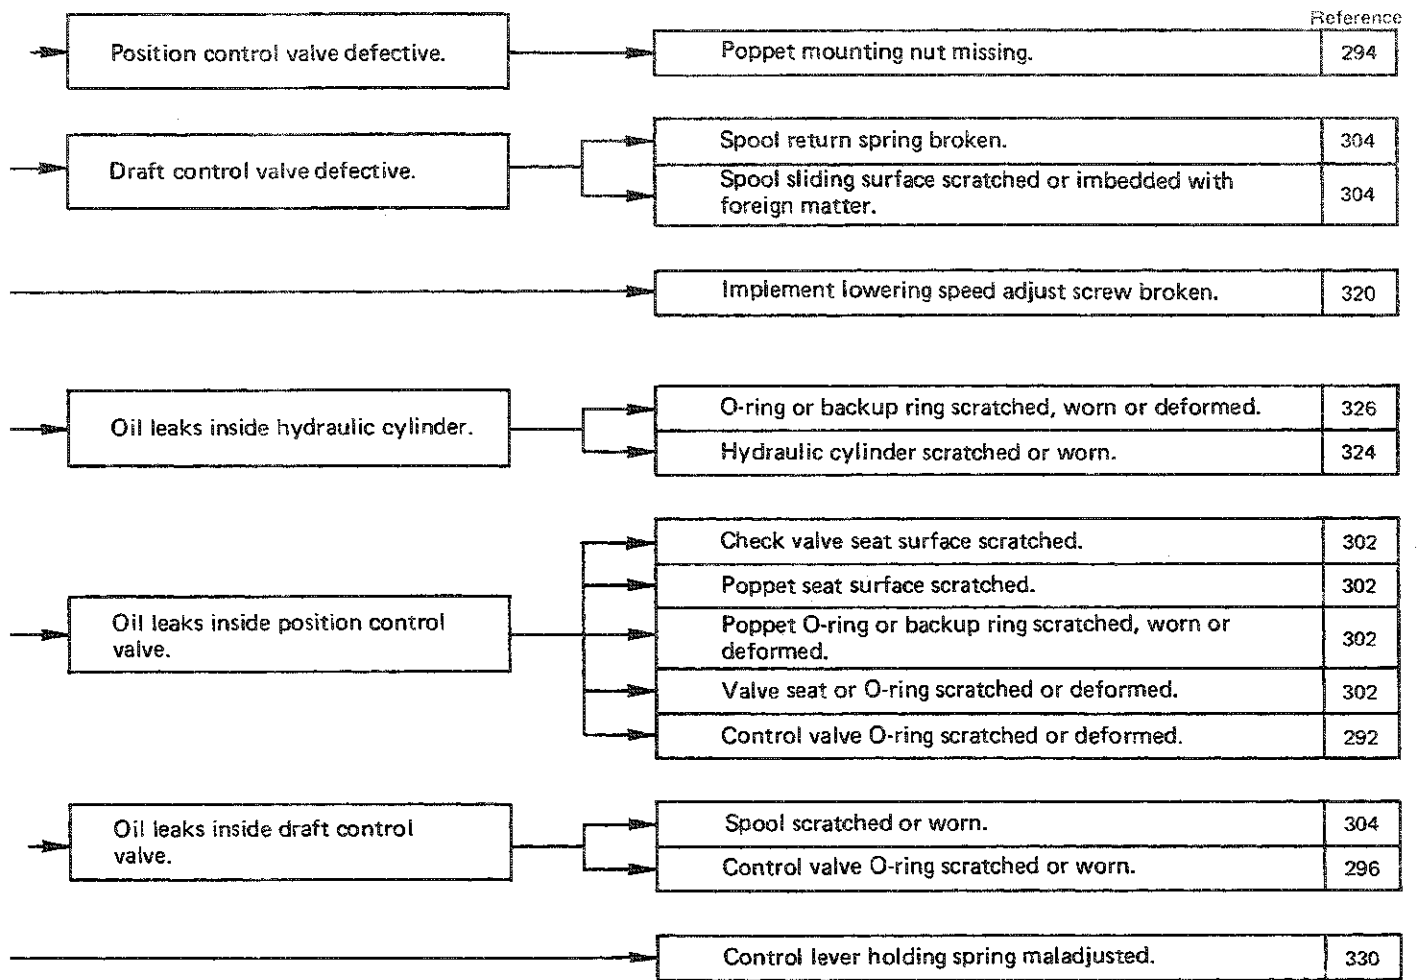 Reference
Position control valve defective.
Poppet mounting nut missing.
294
Draft control valve defective.
Spool return spring broken.
304
Spool sliding surface scratched or imbedded with
foreign matter.
304
Implement lowering speed adjust screw broken.
320
Oil leaks inside hydraulic cylinder.
O-ring or backup ring scratched, worn or deformed.
326
Hydraulic cylinder scratched or worn.
324
Oil leaks inside position control
valve.
Check valve seat surface scratched.
302
Poppet seat surface scratched.
302
Poppet O-ring or backup ring scratched, worn or
deformed.
302
Valve seat or O-ring scratched or deformed.
302
Control valve O-ring scratched or deformed.
292
Oil leaks inside draft control
valve.
Spool scratched or worn.
304
Control valve O-ring scratched or worn.
296
Control lever holding spring maladjusted.
330